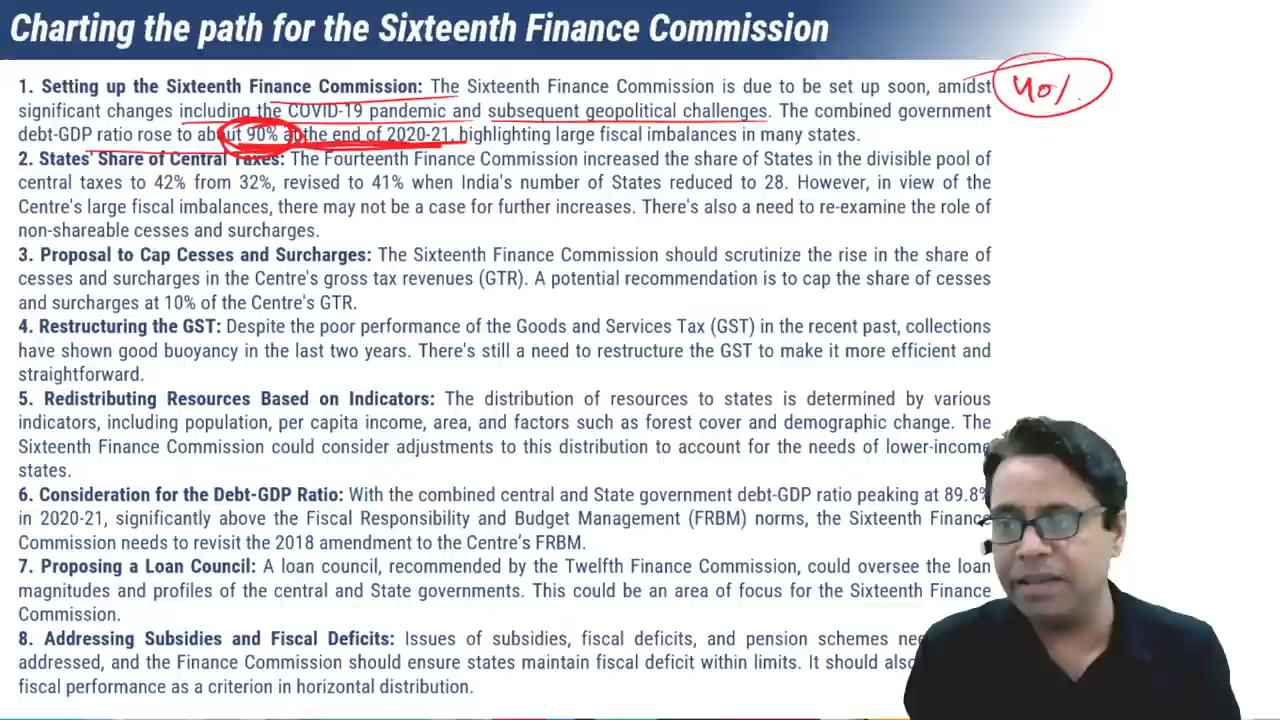 Charting the path for the Sixteenth Finance Commission
40%
1. Setting up the Sixteenth Finance Commission: The Sixteenth Finance Commission is due to be set up soon, amidst
significant changes including the COVID-19 pandemic and subsequent geopolitical challenges. The combined government
debt-GDP ratio rose to about 90% at the end of 2020-21, highlighting large fiscal imbalances in many states.
2. States' Share of Central Taxes: The Fourteenth Finance Commission increased the share of States in the divisible pool of
central taxes to 42% from 32%, revised to 41% when India's number of States reduced to 28. However, in view of the
Centre's large fiscal imbalances, there may not be a case for further increases. There's also a need to re-examine the role of
non-shareable cesses and surcharges.
3. Proposal to Cap Cesses and Surcharges: The Sixteenth Finance Commission should scrutinize the rise in the share of
cesses and surcharges in the Centre's gross tax revenues (GTR). A potential recommendation is to cap the share of cesses
and surcharges at 10% of the Centre's GTR.
4. Restructuring the GST: Despite the poor performance of the Goods and Services Tax (GST) in the recent past, collections
have shown good buoyancy in the last two years. There's still a need to restructure the GST to make it more efficient and
straightforward.
5. Redistributing Resources Based on Indicators: The distribution of resources to states is determined by various
indicators, including population, per capita income, area, and factors such as forest cover and demographic change. The
Sixteenth Finance Commission could consider adjustments to this distribution to account for the needs of lower-income
states.
6. Consideration for the Debt-GDP Ratio: With the combined central and State government debt-GDP ratio peaking at 89.8%
in 2020-21, significantly above the Fiscal Responsibility and Budget Management (FRBM) norms, the Sixteenth Finance
Commission needs to revisit the 2018 amendment to the Centre’s FRBM.
7. Proposing a Loan Council: A loan council, recommended by the Twelfth Finance Commission, could oversee the loan
magnitudes and profiles of the central and State governments. This could be an area of focus for the Sixteenth Finance
Commission.
8. Addressing Subsidies and Fiscal Deficits: Issues of subsidies, fiscal deficits, and pension schemes
addressed, and the Finance Commission should ensure states maintain fiscal deficit within limits. It should also
fiscal performance as a criterion in horizontal distribution.